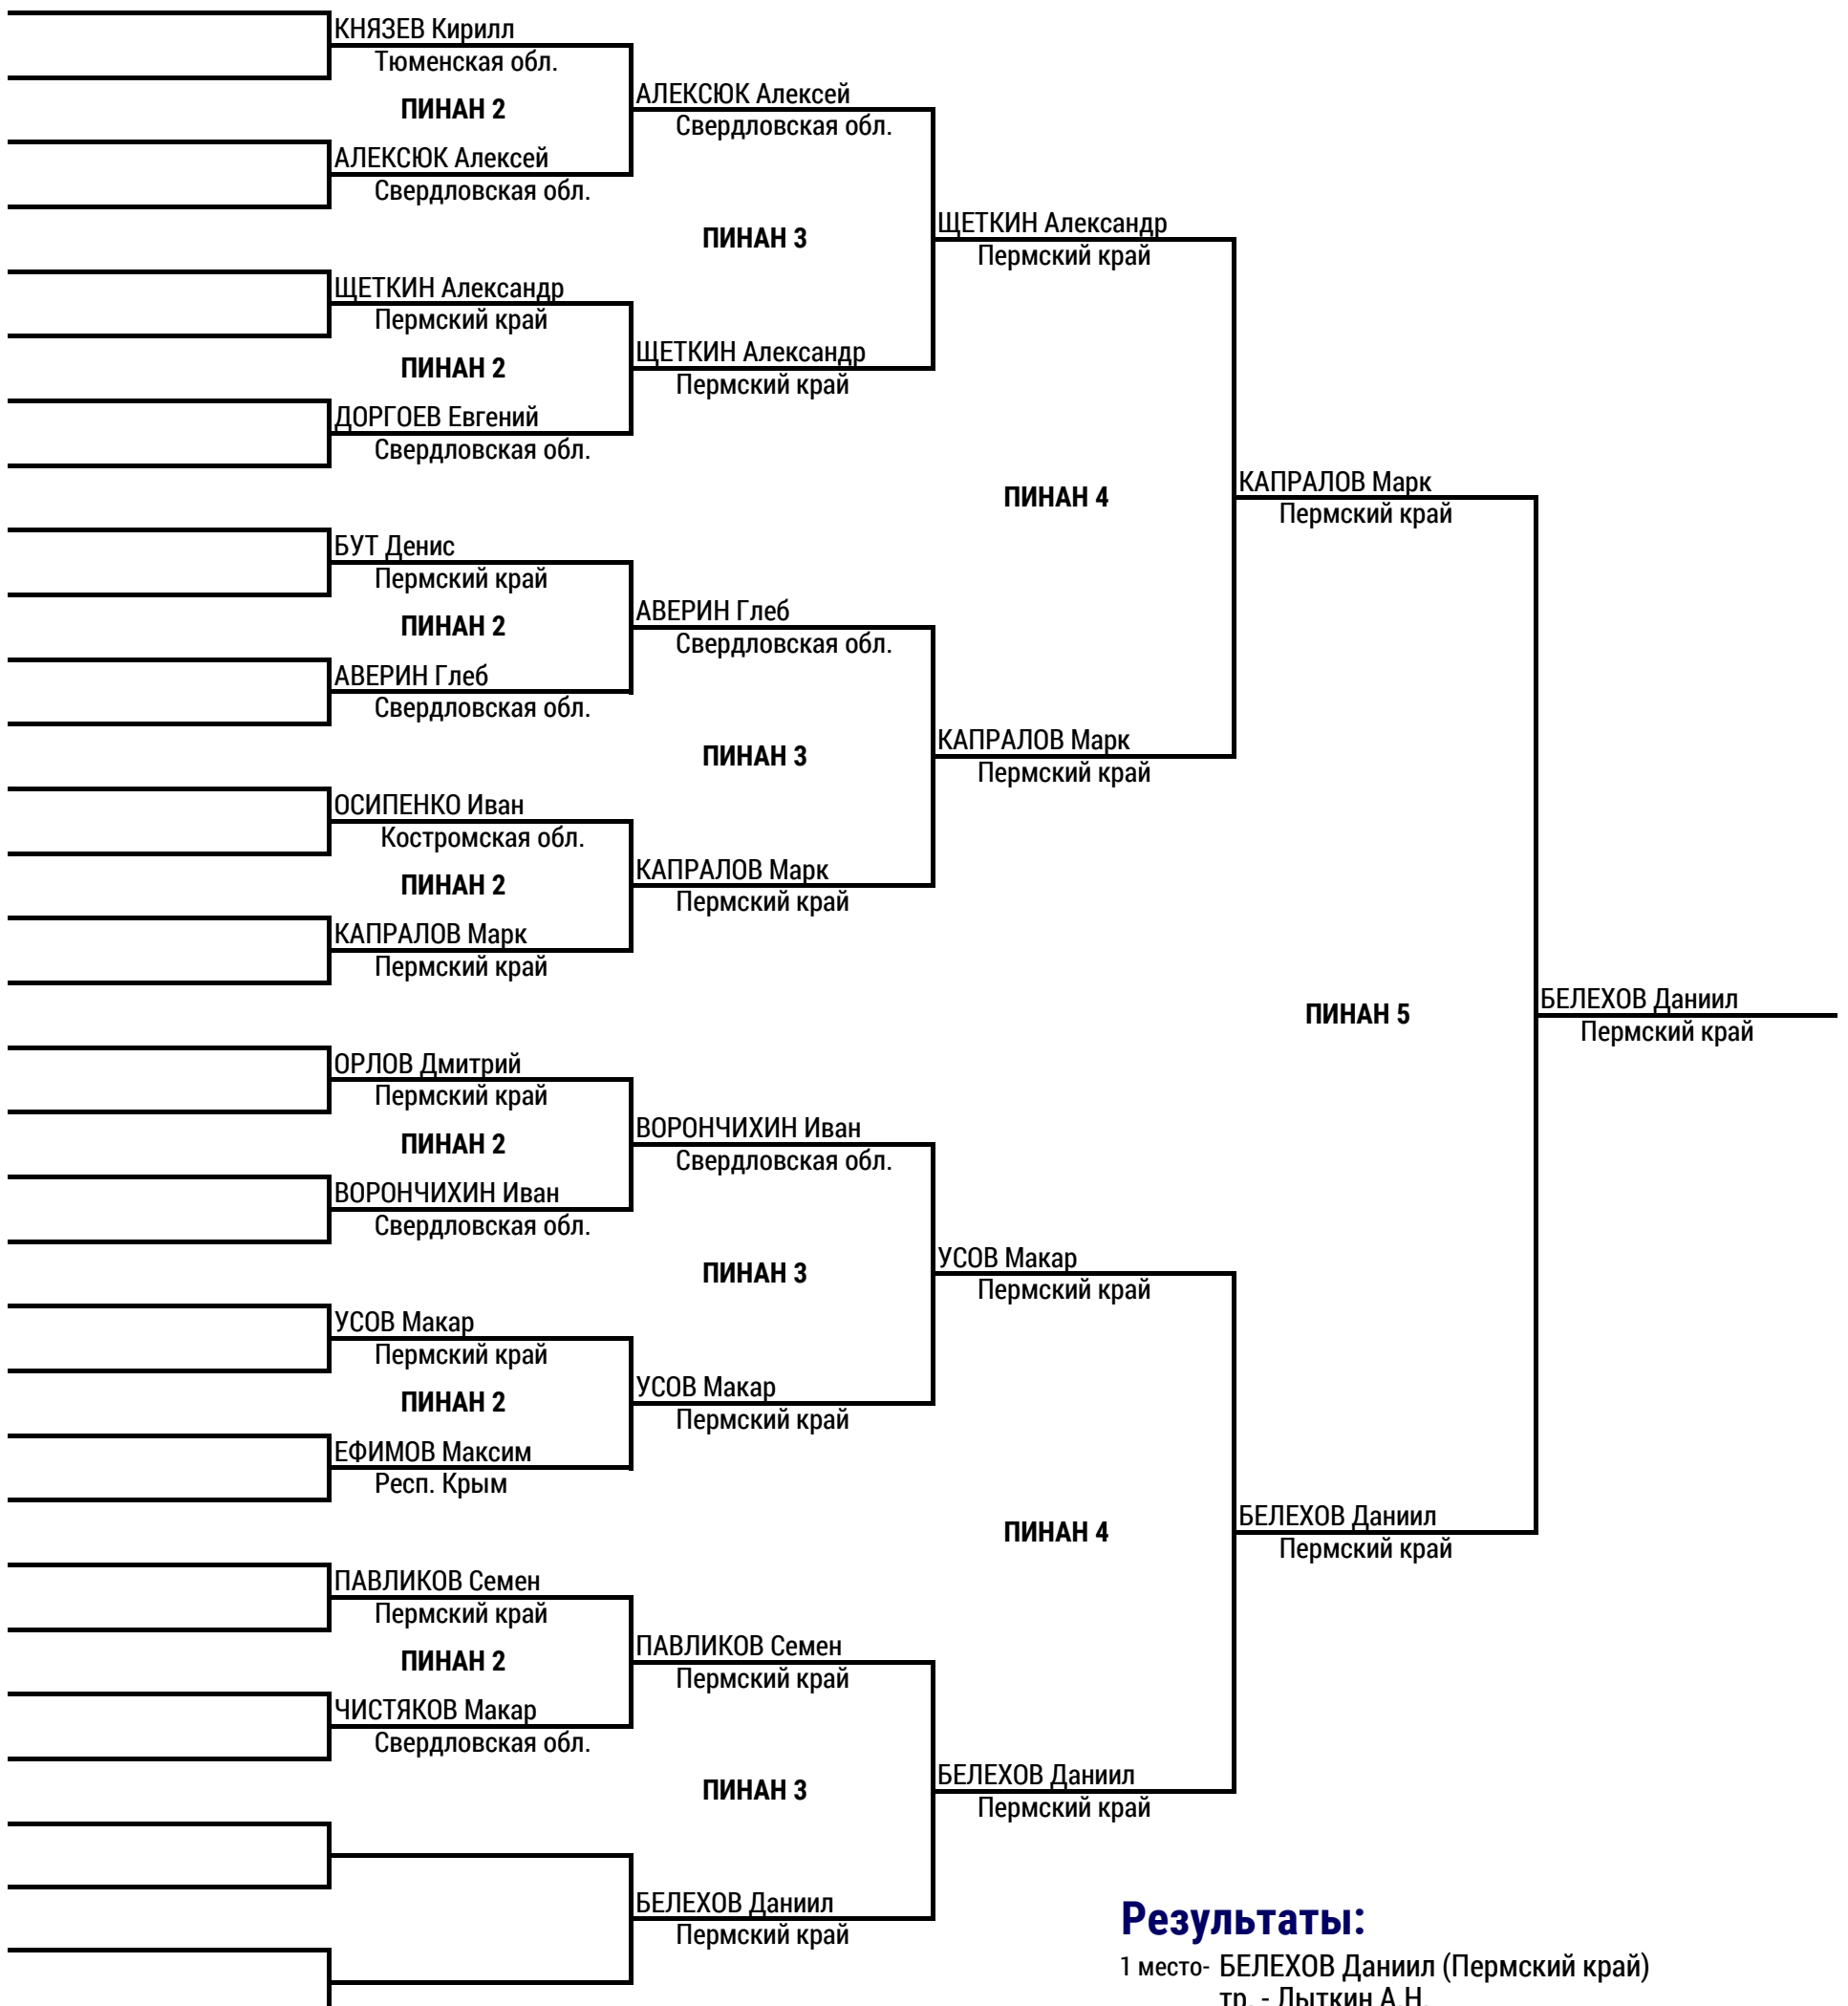 КНЯЗЕВ Кирилл
Тюменская обл.
ПИНАН 2
АЛЕКСЮК Алексей
Свердловская обл.
АЛЕКСЮК Алексей
Свердловская обл.
ПИНАН 3
ЩЕТКИН Александр
Пермский край
ЩЕТКИН Александр
Пермский край
ПИНАН 2
ЩЕТКИН Александр
Пермский край
ДОРГОЕВ Евгений
Свердловская обл.
ПИНАН 4
КАПРАЛОВ Марк
Пермский край
БУТ Денис
Пермский край
ПИНАН 2
АВЕРИН Глеб
Свердловская обл.
АВЕРИН Глеб
Свердловская обл.
ПИНАН 3
КАПРАЛОВ Марк
Пермский край
ОСИПЕНКО Иван
Костромская обл.
ПИНАН 2
КАПРАЛОВ Марк
Пермский край
КАПРАЛОВ Марк
Пермский край
ПИНАН 5
БЕЛЕХОВ Даниил
Пермский край
ОРЛОВ Дмитрий
Пермский край
ПИНАН 2
ВОРОНЧИХИН Иван
Свердловская обл.
ВОРОНЧИХИН Иван
Свердловская обл.
ПИНАН 3
УСОВ Макар
Пермский край
УСОВ Макар
Пермский край
ПИНАН 2
УСОВ Макар
Пермский край
ЕФИМОВ Максим
Респ. Крым
ПИНАН 4
БЕЛЕХОВ Даниил
Пермский край
ПАВЛИКОВ Семен
Пермский край
ПИНАН 2
ПАВЛИКОВ Семен
Пермский край
ЧИСТЯКОВ Макар
Свердловская обл.
ПИНАН 3
БЕЛЕХОВ Даниил
Пермский край
БЕЛЕХОВ Даниил
Пермский край
Результаты:
1 место- БЕЛЕХОВ Даниил (Пермский край)
тр. - Лыткин А.Н.